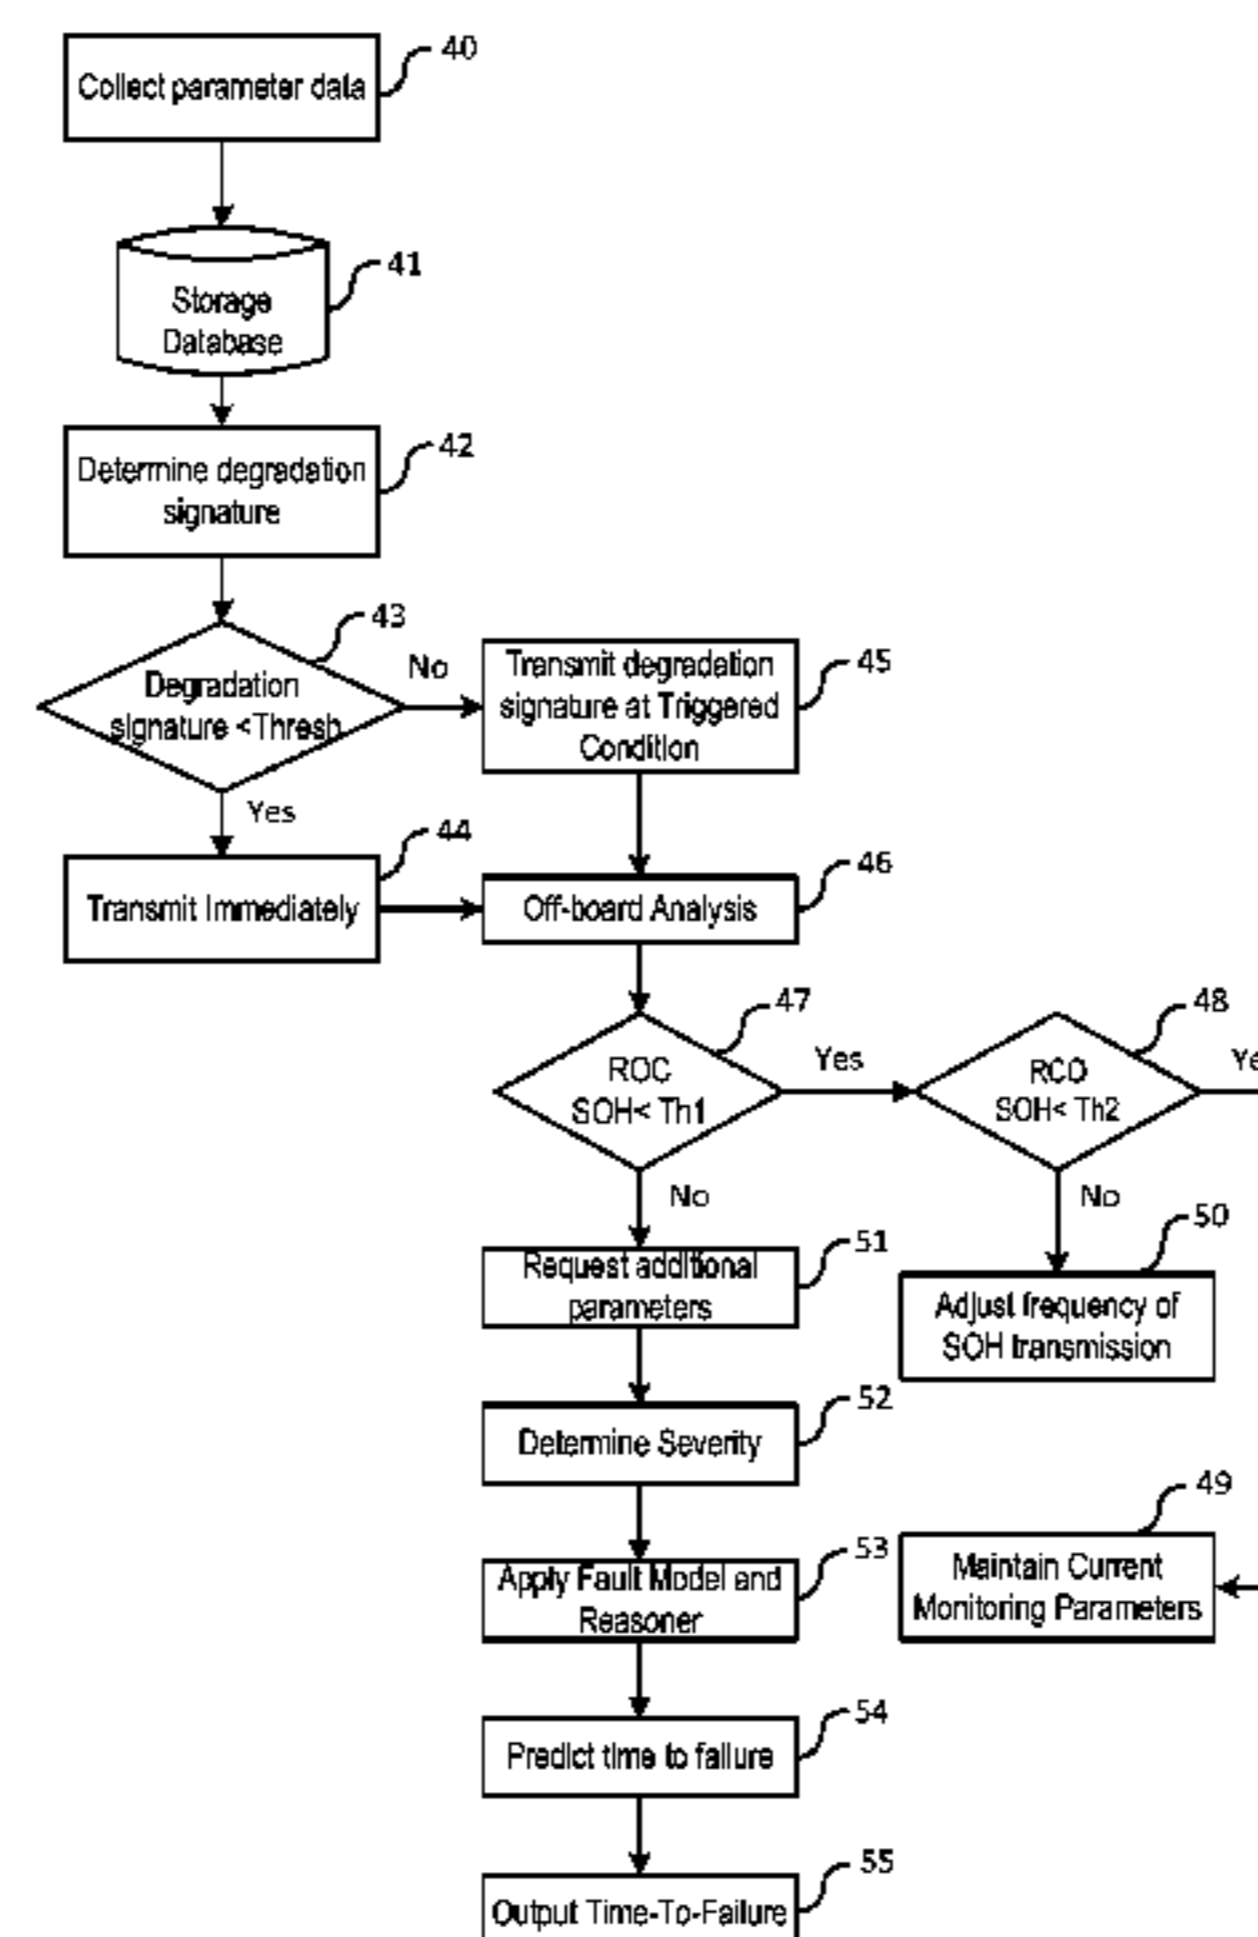 40
Collect parameter data
41
Storage
Database
42
Determine degradation
signature
43
Degradation
signature <Thresh
No
Transmit degradation
signature at Triggered
Condition
45
Yes
44
Transmit Immediately
46
Off-board Analysis
47
ROC
SOH< Th1
Yes
48
RCO
SOH< Th2
Ye
No
No
50
51
Request additional
parameters
Adjust frequency of
SOH transmission
52
Determine Severity
49
53
Apply Fault Model and
Reasoner
Maintain Current
Monitoring Parameters
54
Predict time to failure
55
Output Time-To-Failure